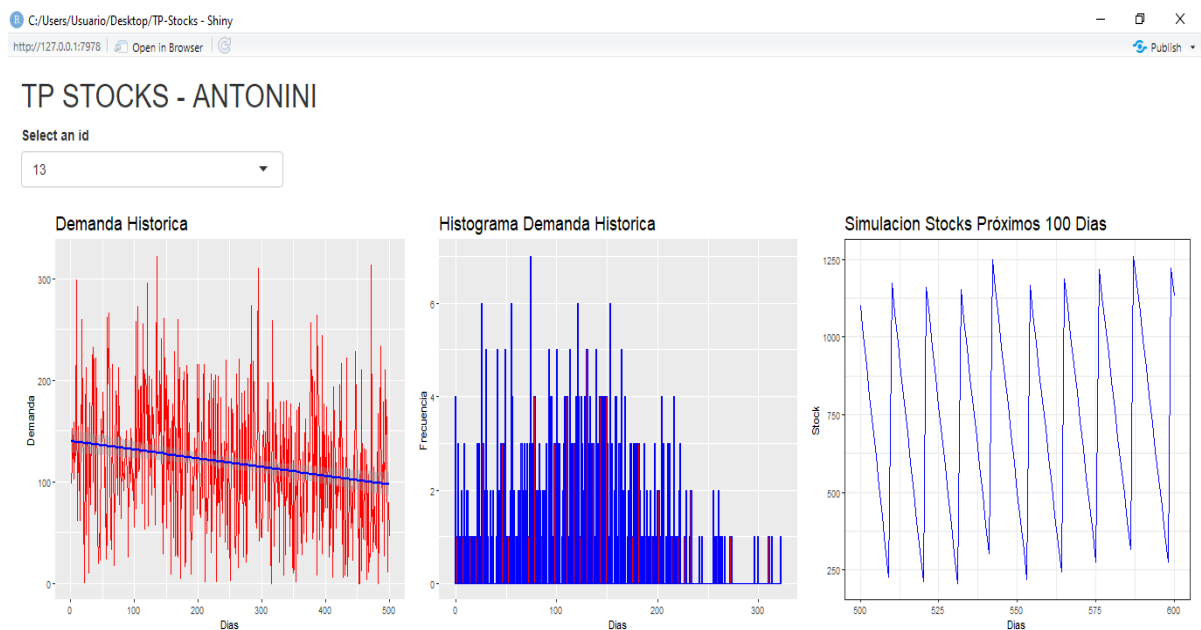 C:/Users/Usuario/Desktop/TP-Stocks - Shiny
http://127.0.0.1:7978 Open in Browser Publish
TP STOCKS - ANTONINI
Select an id
13
Demanda Historica
Demanda
300
200
100
0
0 100 200 300 400 500
Dias
Histograma Demanda Historica
Frecuencia
6
4
2
0
0 100 200 300
Dias
Simulacion Stocks Próximos 100 Dias
Stock
1250
1000
750
500
250
500 525 550 575 600
Dias